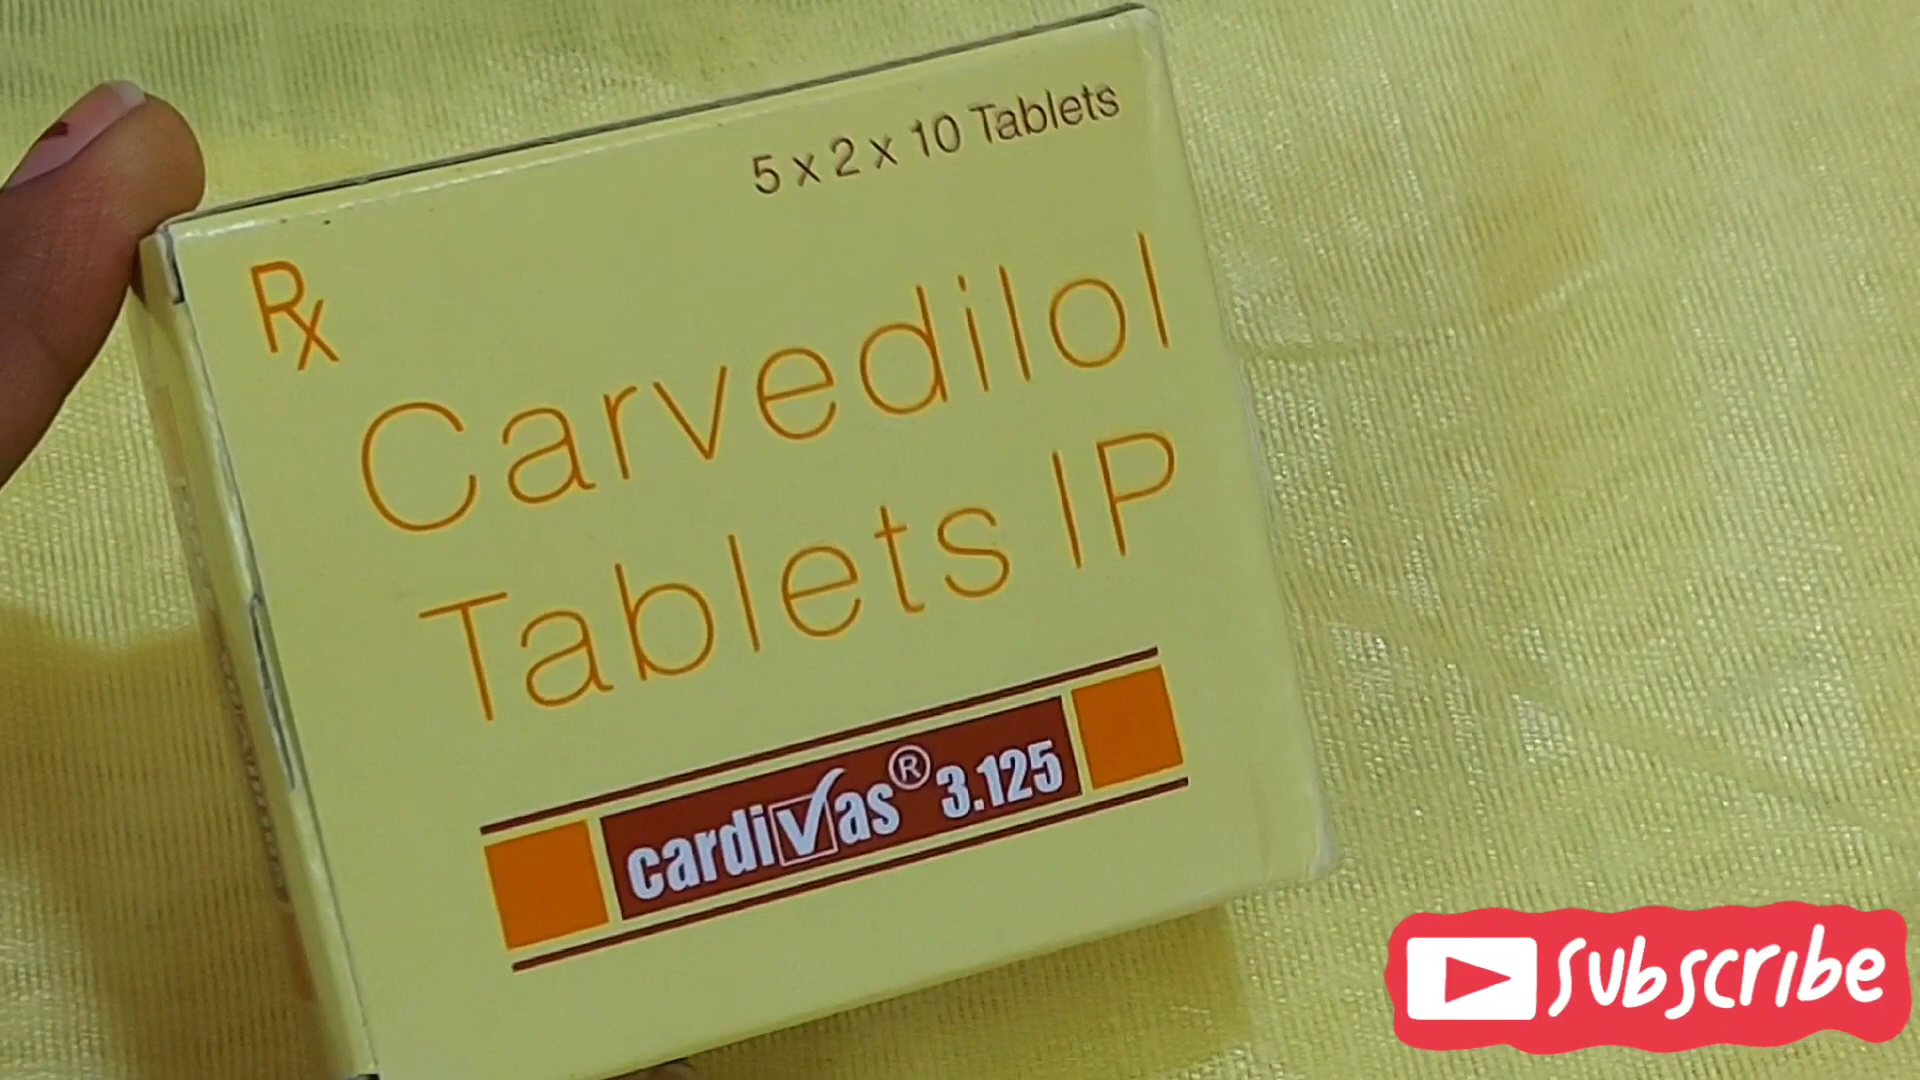 5 x 2 x 10 Tablets
Rx
Carvedilol
Tablets IP
cardivas® 3.125
Subscribe